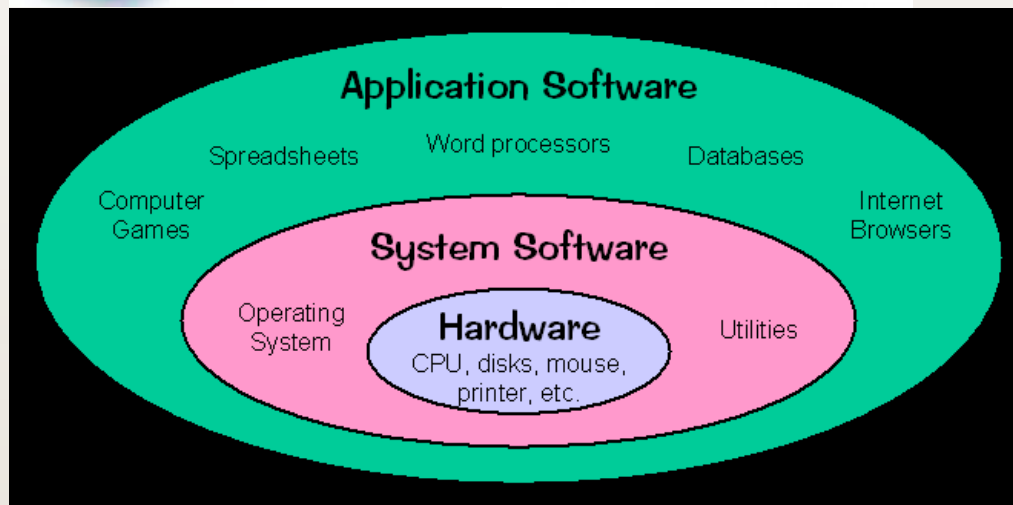 Application Software
Word processors
Spreadsheets
Databases
Computer
Games
Internet
Browsers
System Software
Operating
System
Hardware
CPU, disks, mouse,
printer, etc.
Utilities